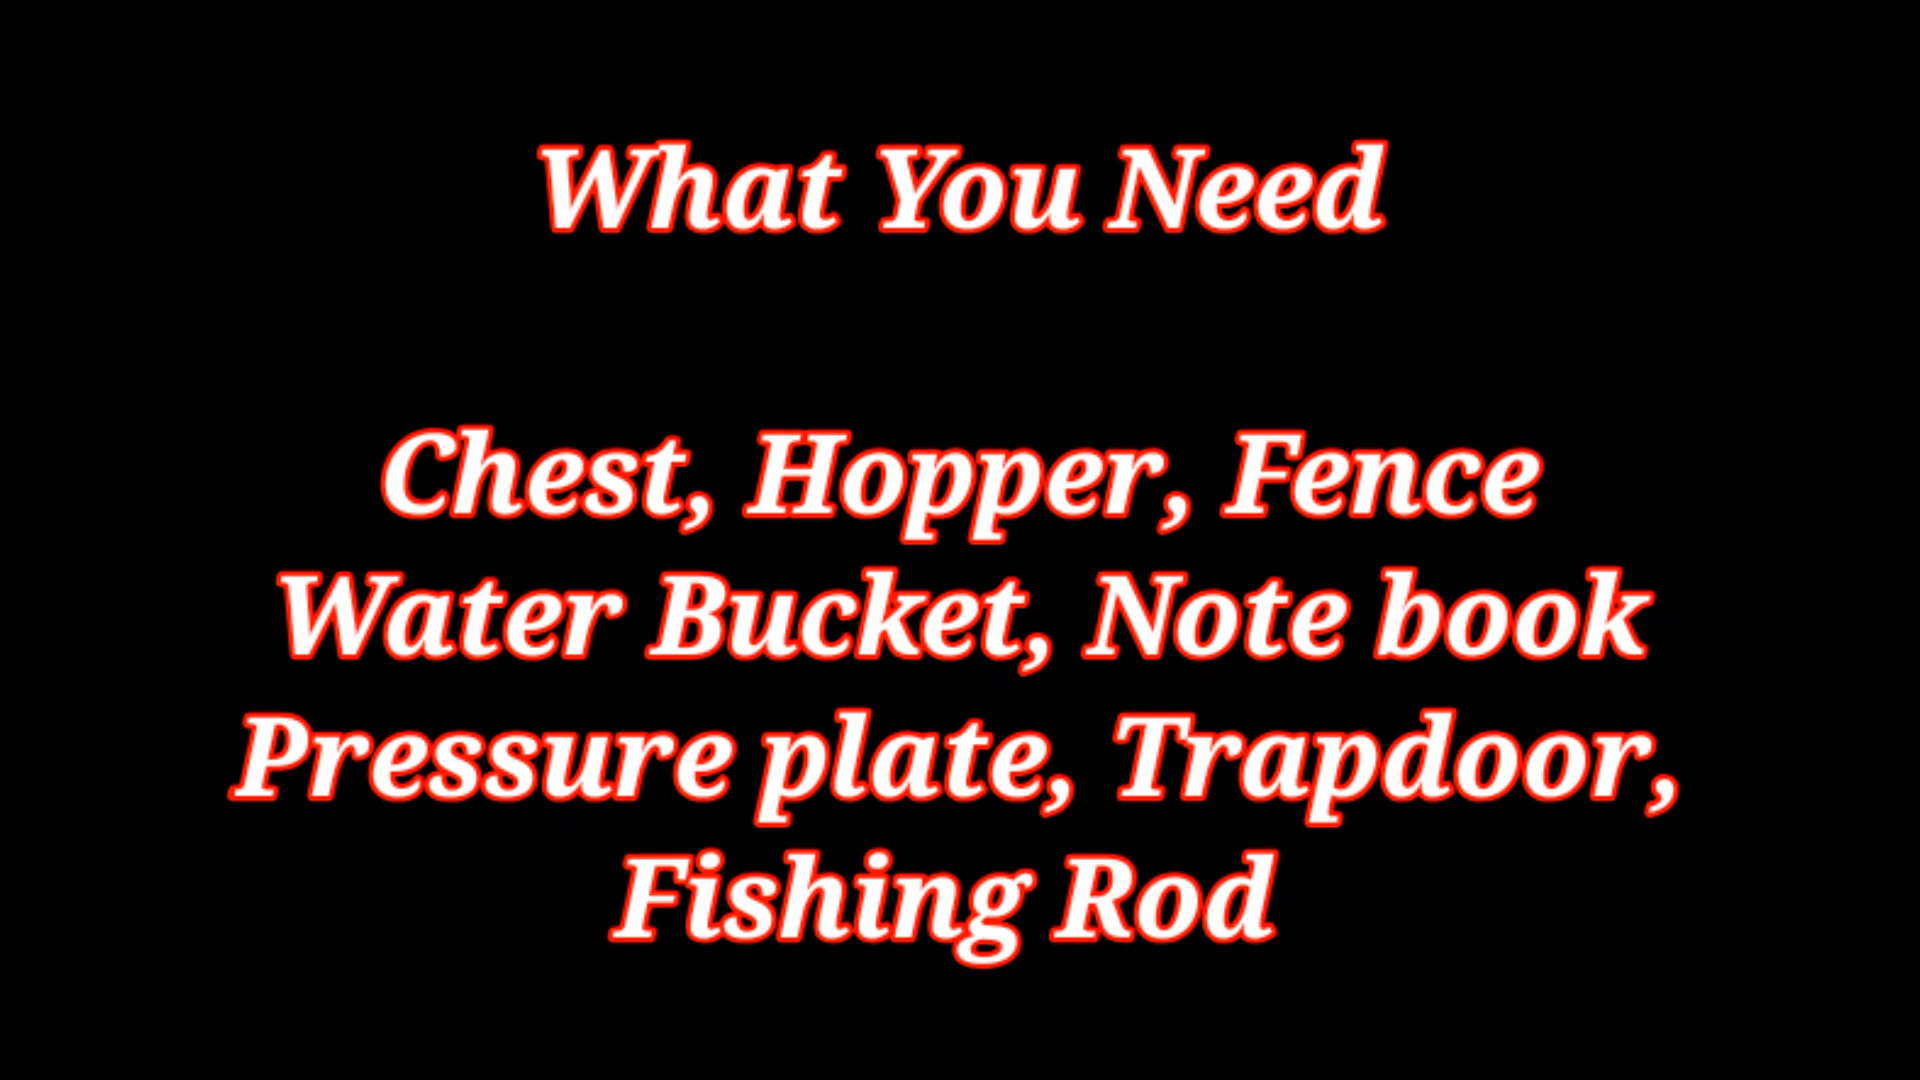 What You Need
Chest, Hopper, Fence
Water Bucket, Note book
Pressure plate, Trapdoor,
Fishing Rod